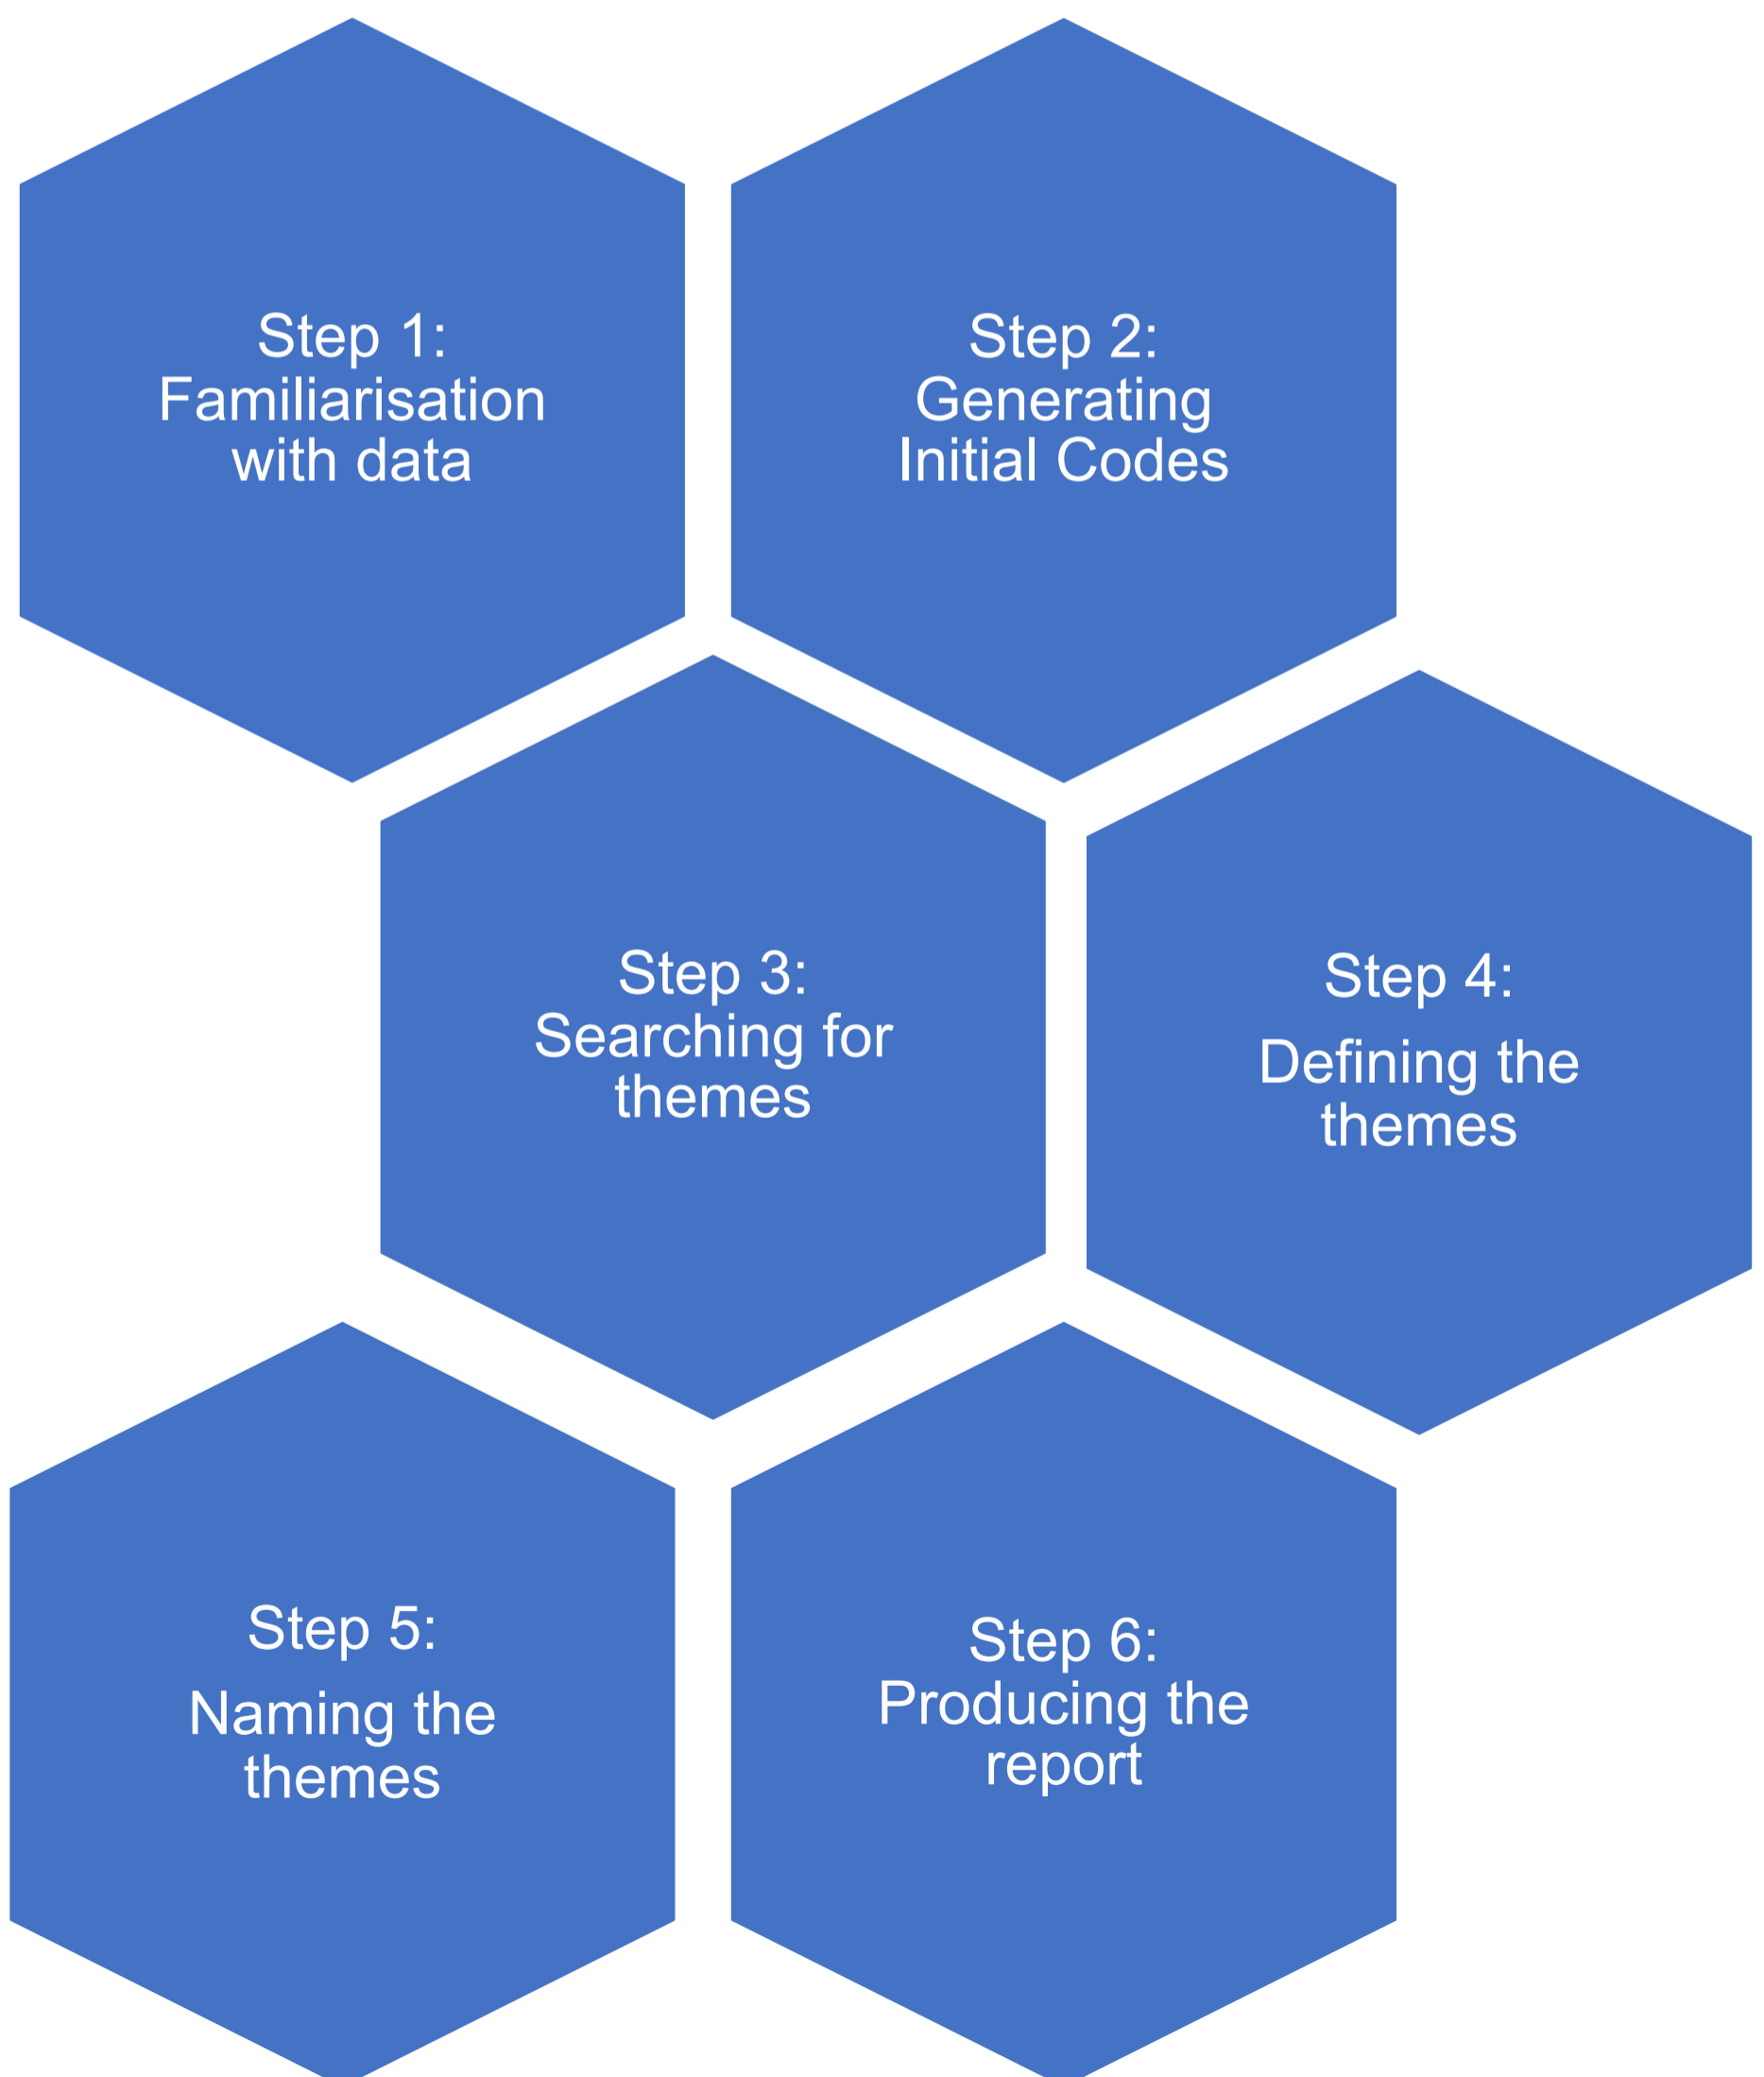 Step 1:
Familiarisation
with data
Step 2:
Generating
Initial Codes
Step 3:
Searching for
themes
Step 4:
Defining the
themes
Step 5:
Naming the
themes
Step 6:
Producing the
report